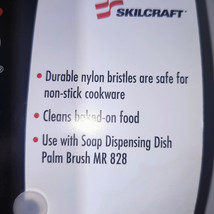 SKILCRAFT®
• Durable nylon bristles are safe for
non-stick cookware
• Cleans baked-on food
• Use with Soap Dispensing Dish
Palm Brush MR 828